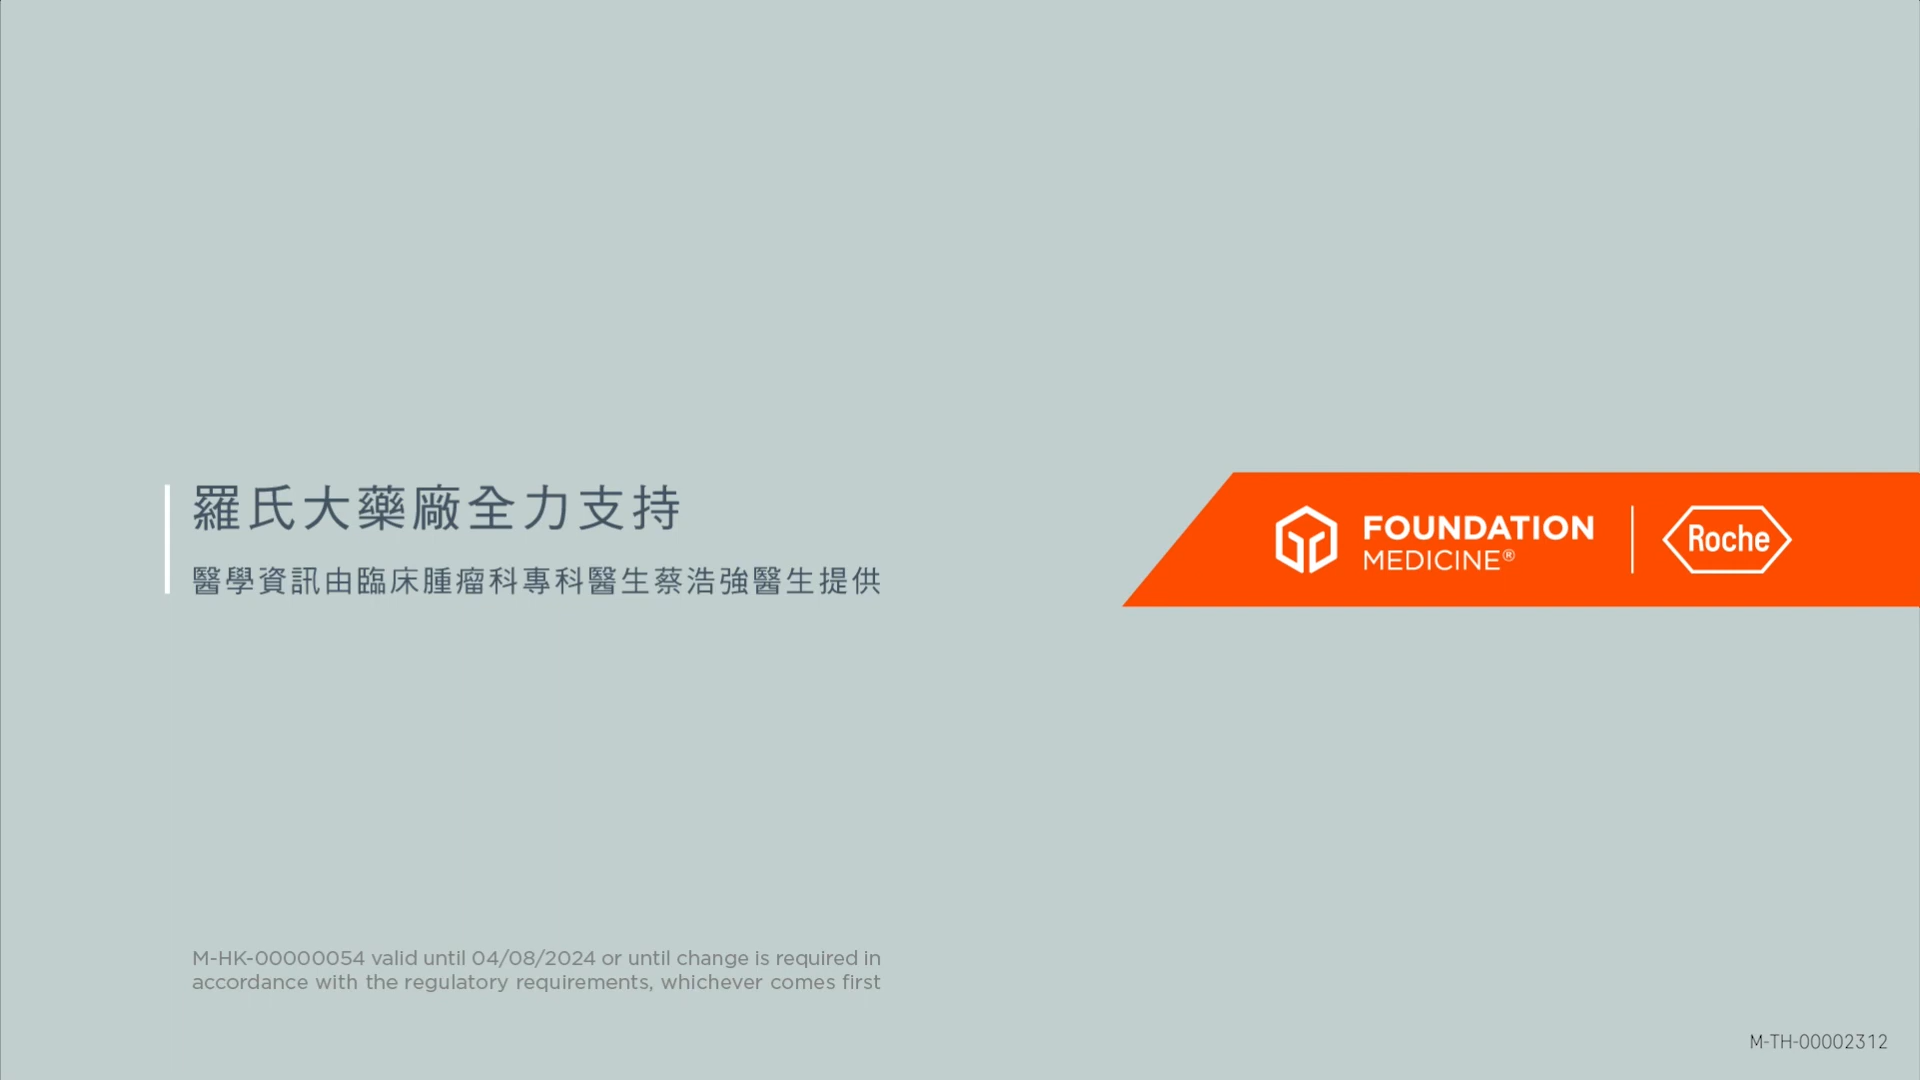 羅氏大藥廠全力支持
醫學資訊由臨床腫瘤科專科醫生蔡浩強醫生提供
FOUNDATION
MEDICINE®
Roche
M-HK-00000054 valid until 04/08/2024 or until change is required in
accordance with the regulatory requirements, whichever comes first
M-TH-00002312